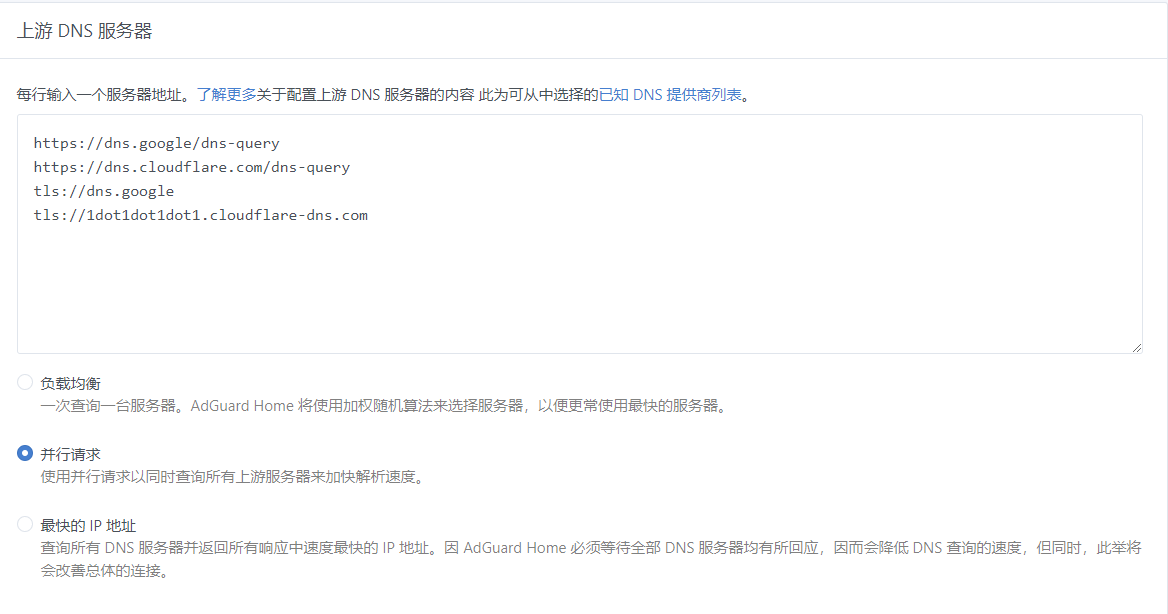 上游 DNS 服务器
每行输入一个服务器地址。了解更多关于配置上游 DNS 服务器的内容 此为可从中选择的已知 DNS 提供商列表。
https://dns.google/dns-query
https://dns.cloudflare.com/dns-query
tls://dns.google
tls://1dot1dot1dot1.cloudflare-dns.com
负载均衡
一次查询一台服务器。AdGuard Home 将使用加权随机算法来选择服务器，以便更常使用最快的服务器。
并行请求
使用并行请求以同时查询所有上游服务器来加快解析速度。
最快的 IP 地址
查询所有 DNS 服务器并返回所有响应中速度最快的 IP 地址。因 AdGuard Home 必须等待全部 DNS 服务器均有所回应，因而会降低 DNS 查询的速度，但同时，此举将
会改善总体的连接。